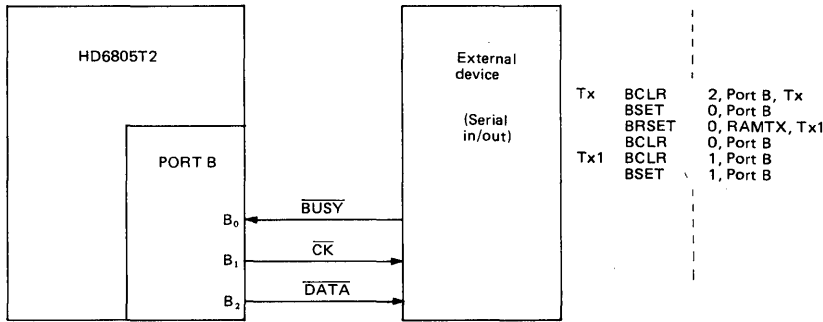 HD6805T2
PORT B
B₀
B₁
B₂
BUSY
CK
DATA
External
device
(Serial
in/out)
Tx BCLR 2, Port B, Tx
BSET 0, Port B
BRSET 0, RAMTX, Tx1
BCLR 0, Port B
Tx1 BCLR 1, Port B
BSET 1, Port B